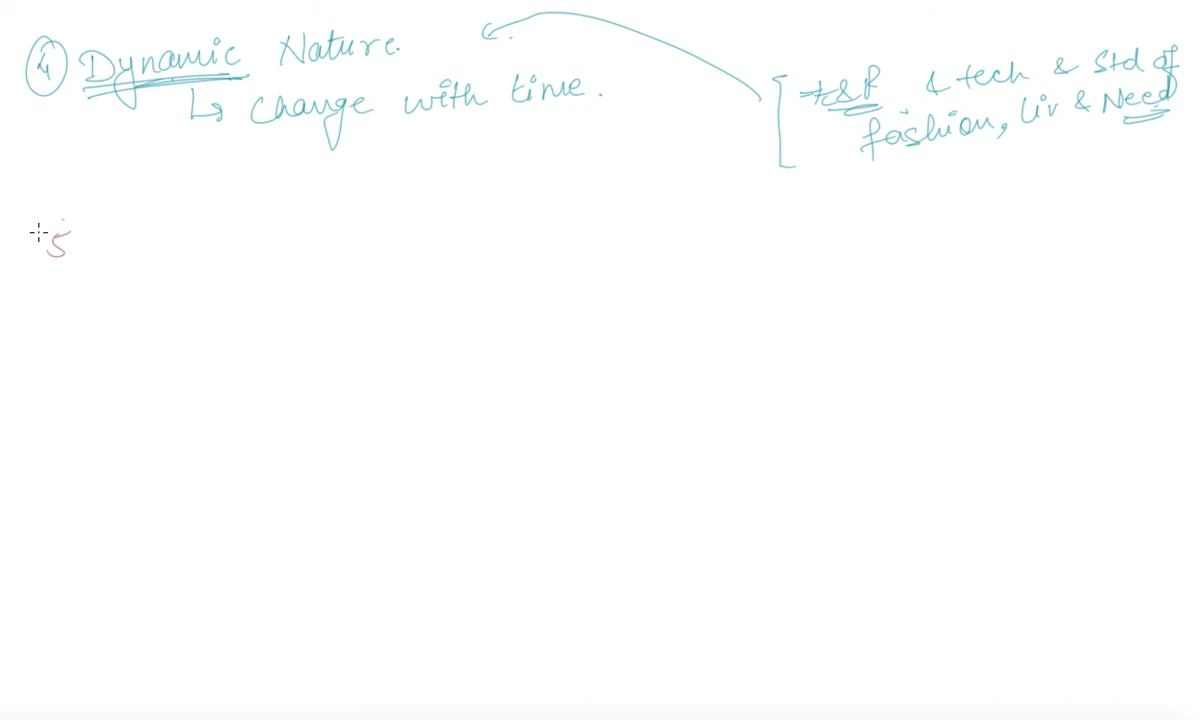 ④ Dynamic Nature.
↳ Change with time.
& tech & Std of
fashion, liv & Need
5